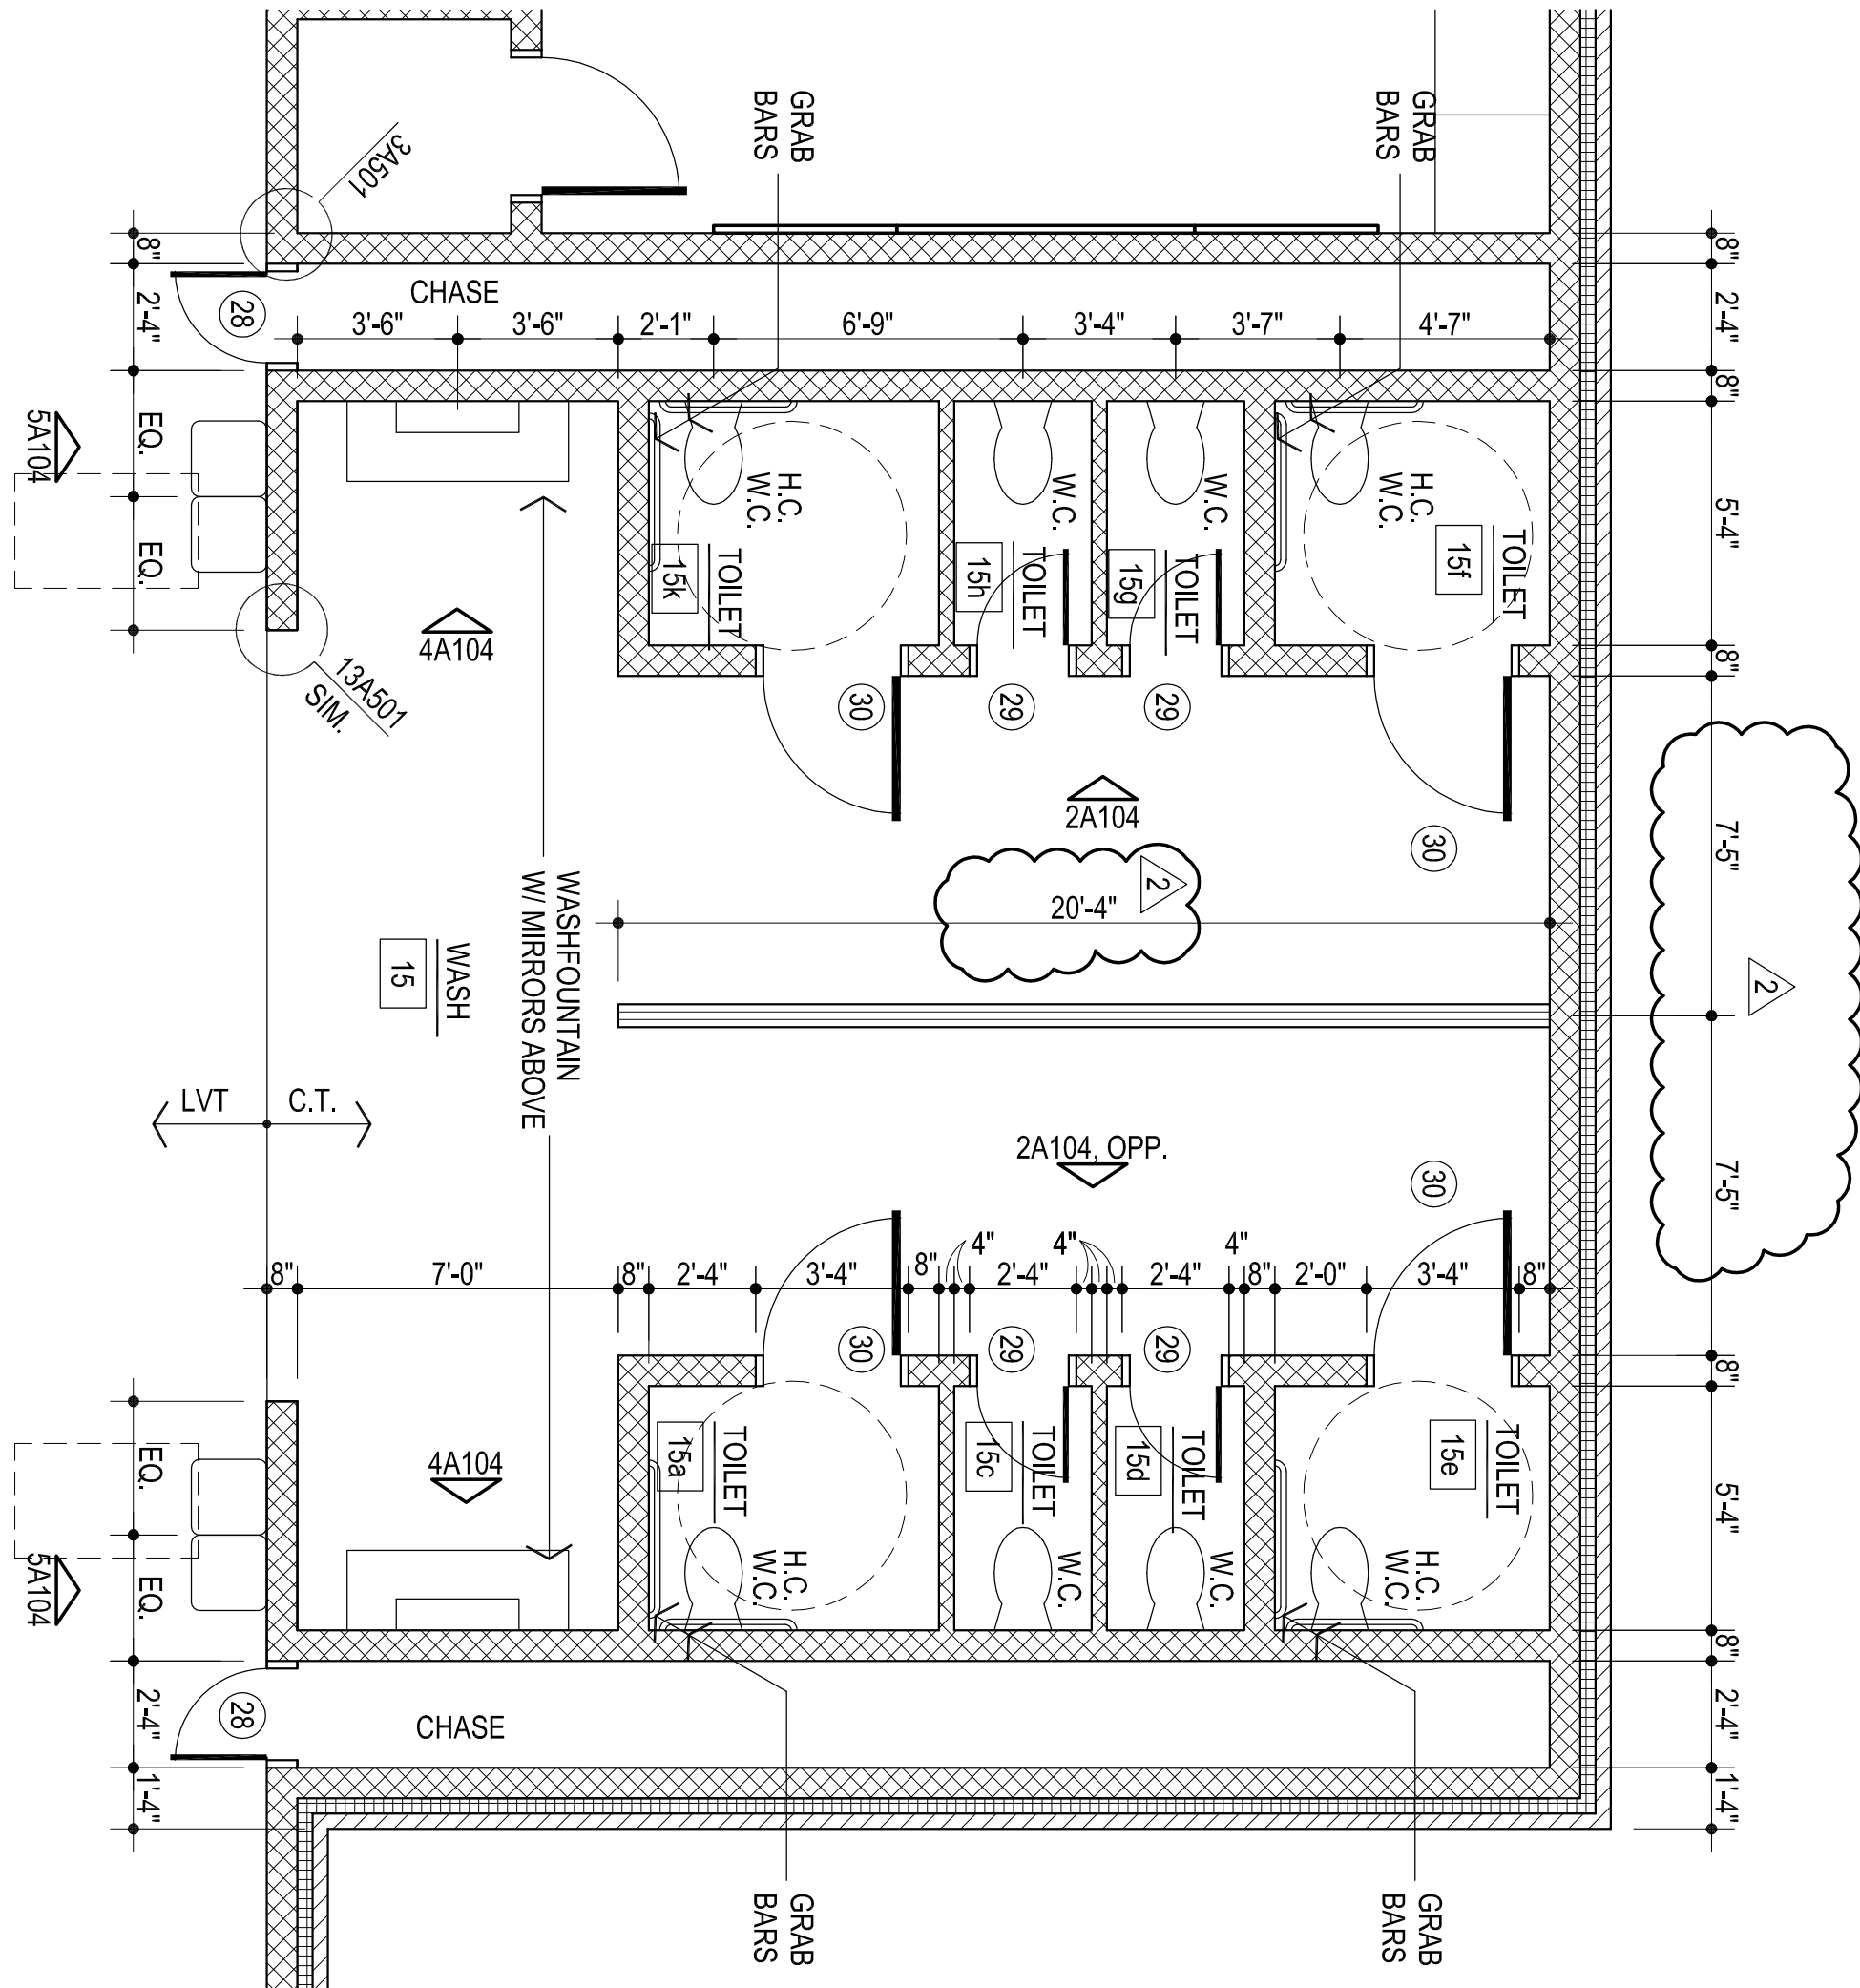 GRAB
BARS
GRAB
BARS
3A501
8"
2'-4"
EQ.
EQ.
28
CHASE
3'-6"
3'-6"
2'-1"
6'-9"
3'-4"
3'-7"
4'-7"
8"
2'-4"
8"
5'-4"
8"
5A104
4A104
13A501
SIM.
H.C.
W.C.
TOILET
15k
W.C.
TOILET
15h
W.C.
TOILET
15g
H.C.
W.C.
TOILET
15f
30
29
29
30
2A104
2
20'-4"
7'-5"
2
7'-5"
WASHFOUNTAIN
W/ MIRRORS ABOVE
WASH
15
LVT
C.T.
2A104, OPP.
30
8"
7'-0"
8"
2'-4"
3'-4"
8"
4"
2'-4"
4"
2'-4"
4"
8"
2'-0"
3'-4"
8"
30
29
29
4A104
TOILET
15a
H.C.
W.C.
TOILET
15c
W.C.
TOILET
15d
W.C.
TOILET
15e
H.C.
W.C.
8"
5'-4"
8"
2'-4"
1'-4"
EQ.
EQ.
5A104
2'-4"
1'-4"
28
CHASE
GRAB
BARS
GRAB
BARS